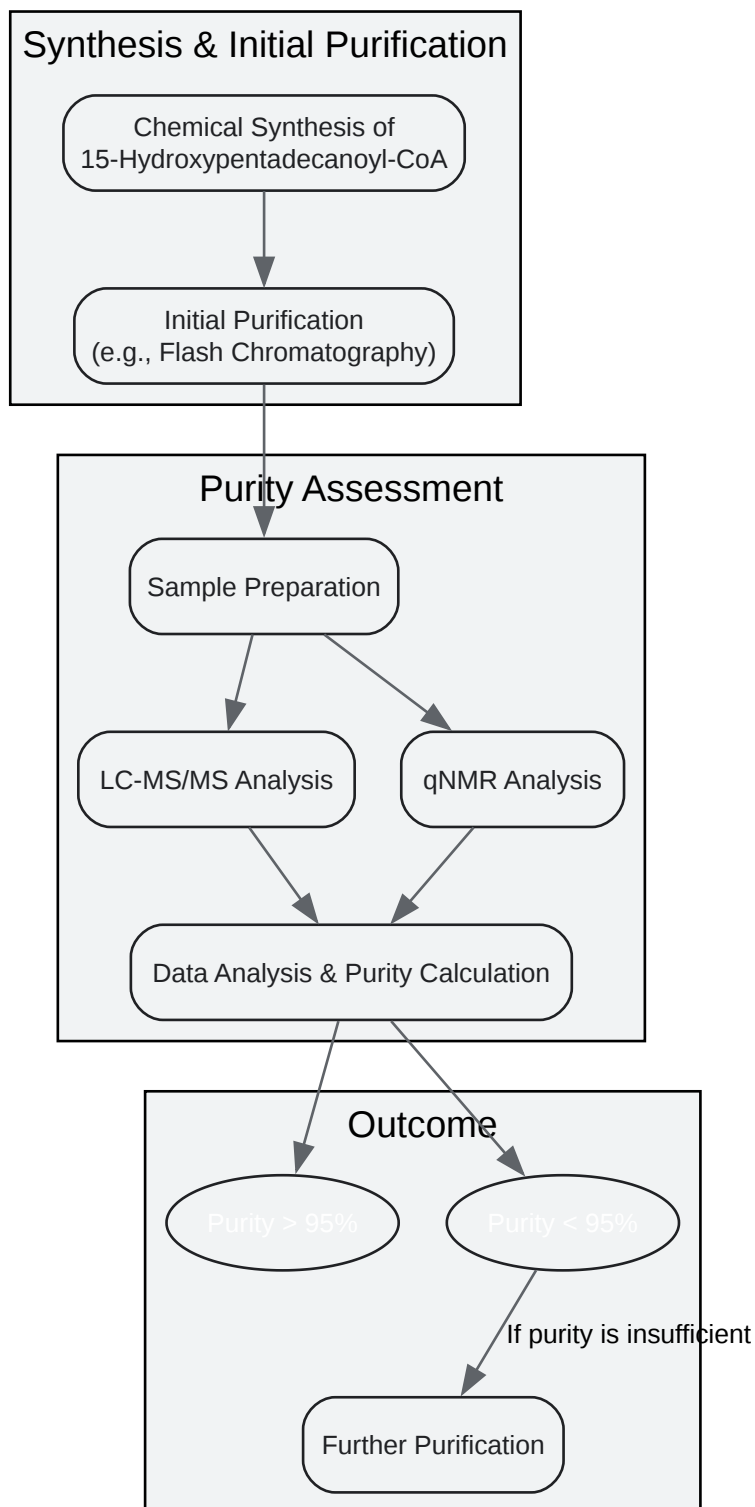 Synthesis & Initial Purification
Chemical Synthesis of
15-Hydroxypentadecanoyl-CoA
Initial Purification
(e.g., Flash Chromatography)
Purity Assessment
Sample Preparation
LC-MS/MS Analysis
qNMR Analysis
Data Analysis & Purity Calculation
Outcome
Purity > 95%
Purity < 95%
If purity is insufficient
Further Purification